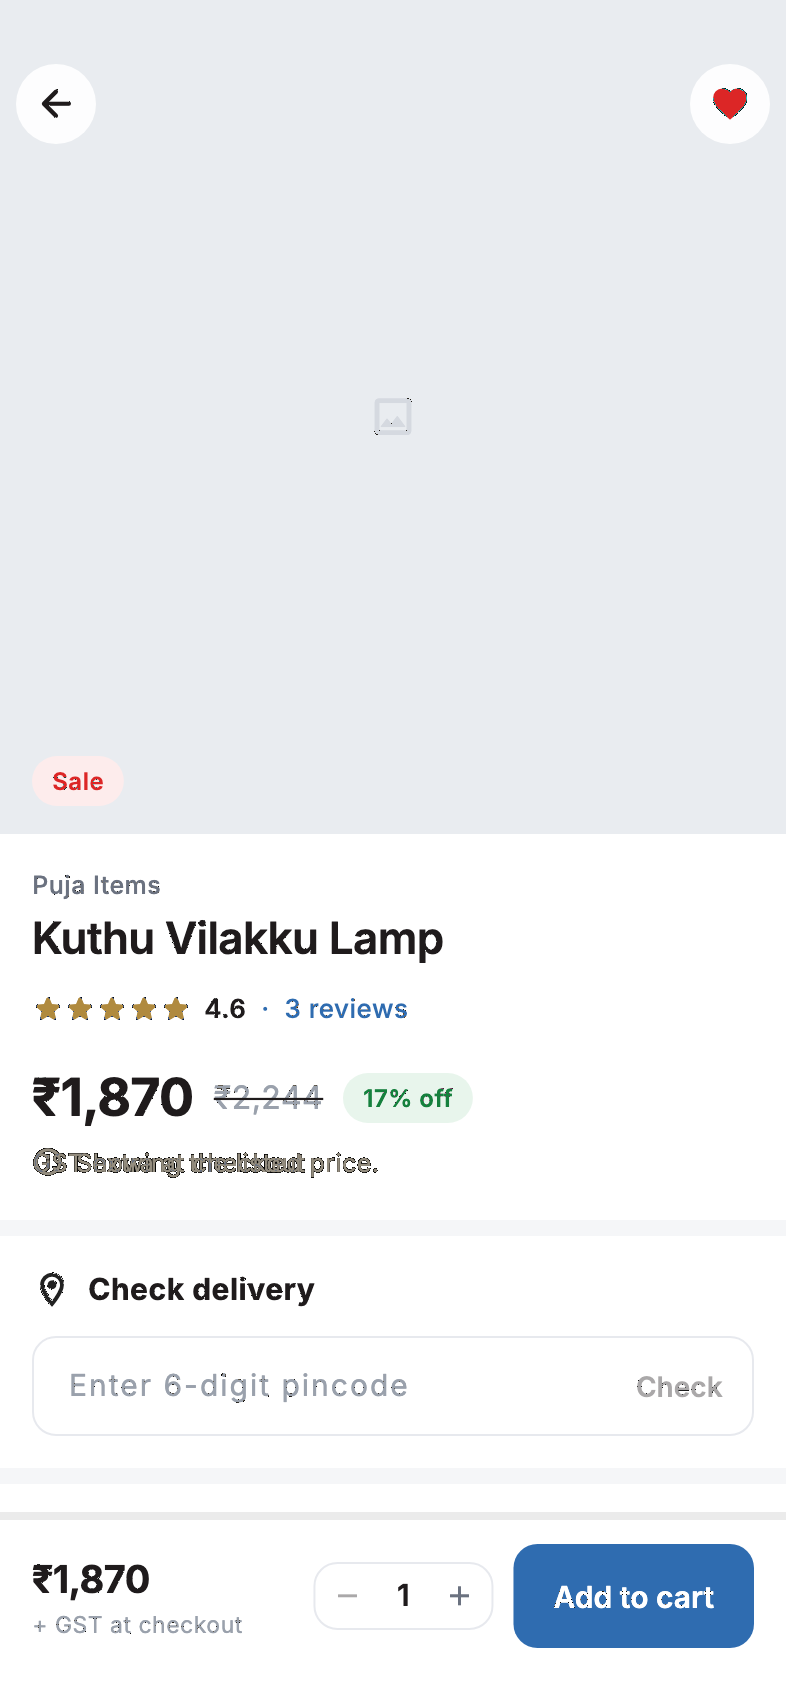 Sale
Puja Items
Kuthu Vilakku Lamp
4.6 · 3 reviews
₹1,870 ₹2,244 17% off
price.
Check delivery
Enter 6-digit pincode Check
₹1,870
+ GST at checkout
− 1 +
Add to cart